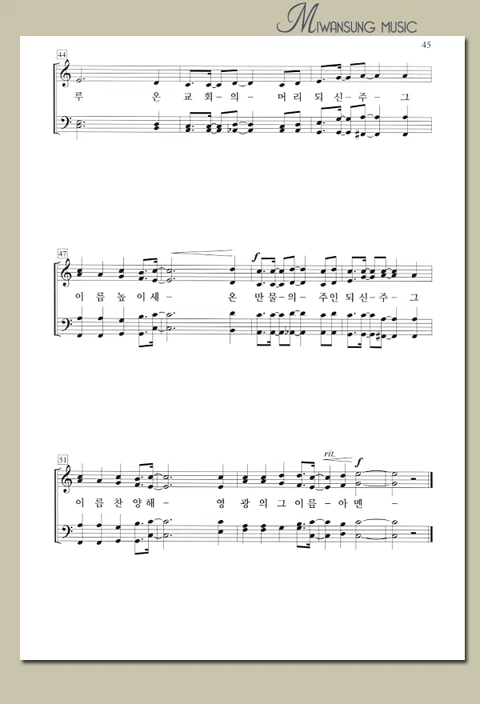 MIWANSUNG MUSIC
45
44
루 온 교 회 - 의 - 머 리 되 신 - 주 - 그
47
f
이 름 높 이 세 - 온 만 물 - 의 - 주 인 되 신 - 주 - 그
51
rit. f
이 름 찬 양 해 - 영 광 의 그 이 름 - 아 멘 -